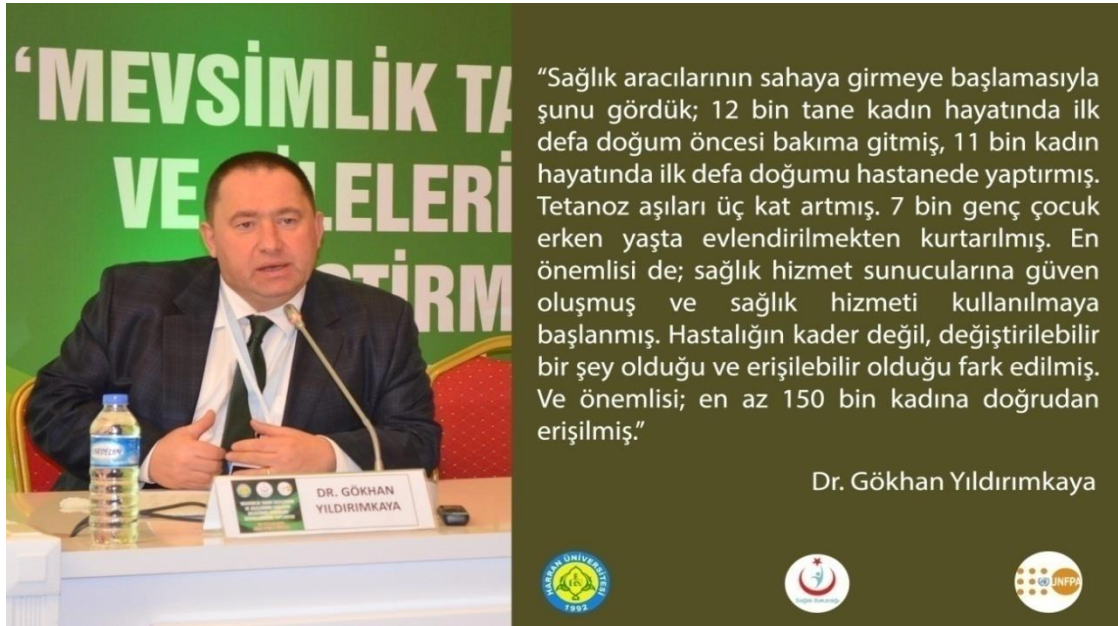 ‘MEVSİMLİK TA
VE İLELERİ
ŞTİRM
DR. GÖKHAN
YILDIRIMKAYA
“Sağlık aracılarının sahaya girmeye başlamasıyla
şunu gördük; 12 bin tane kadın hayatında ilk
defa doğum öncesi bakıma gitmiş, 11 bin kadın
hayatında ilk defa doğumu hastanede yaptırmış.
Tetanoz aşıları üç kat artmış. 7 bin genç çocuk
erken yaşta evlendirilmekten kurtarılmış. En
önemlisi de; sağlık hizmet sunucularına güven
oluşmuş ve sağlık hizmeti kullanılmaya
başlanmış. Hastalığın kader değil, değiştirilebilir
bir şey olduğu ve erişilebilir olduğu fark edilmiş.
Ve önemlisi; en az 150 bin kadına doğrudan
erişilmiş.”
Dr. Gökhan Yıldırımkaya
HARRAN ÜNİVERSİTESİ
1992
Sağlık Bakanlığı
UNFPA